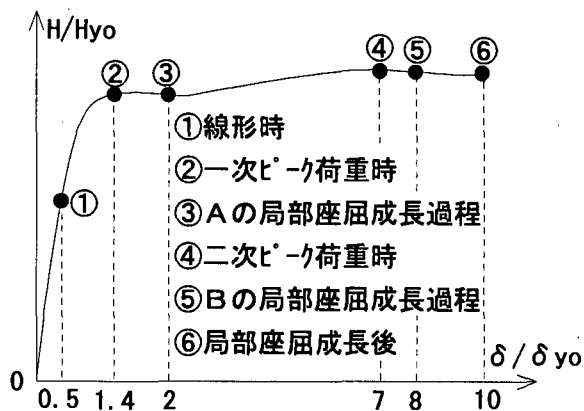 H/Hyo
② ③ ④ ⑤ ⑥
①
①線形時
②一次ﾋﾟｰｸ荷重時
③Aの局部座屈成長過程
④二次ﾋﾟｰｸ荷重時
⑤Bの局部座屈成長過程
⑥局部座屈成長後
δ/δyo
0
0.5 1.4 2 7 8 10